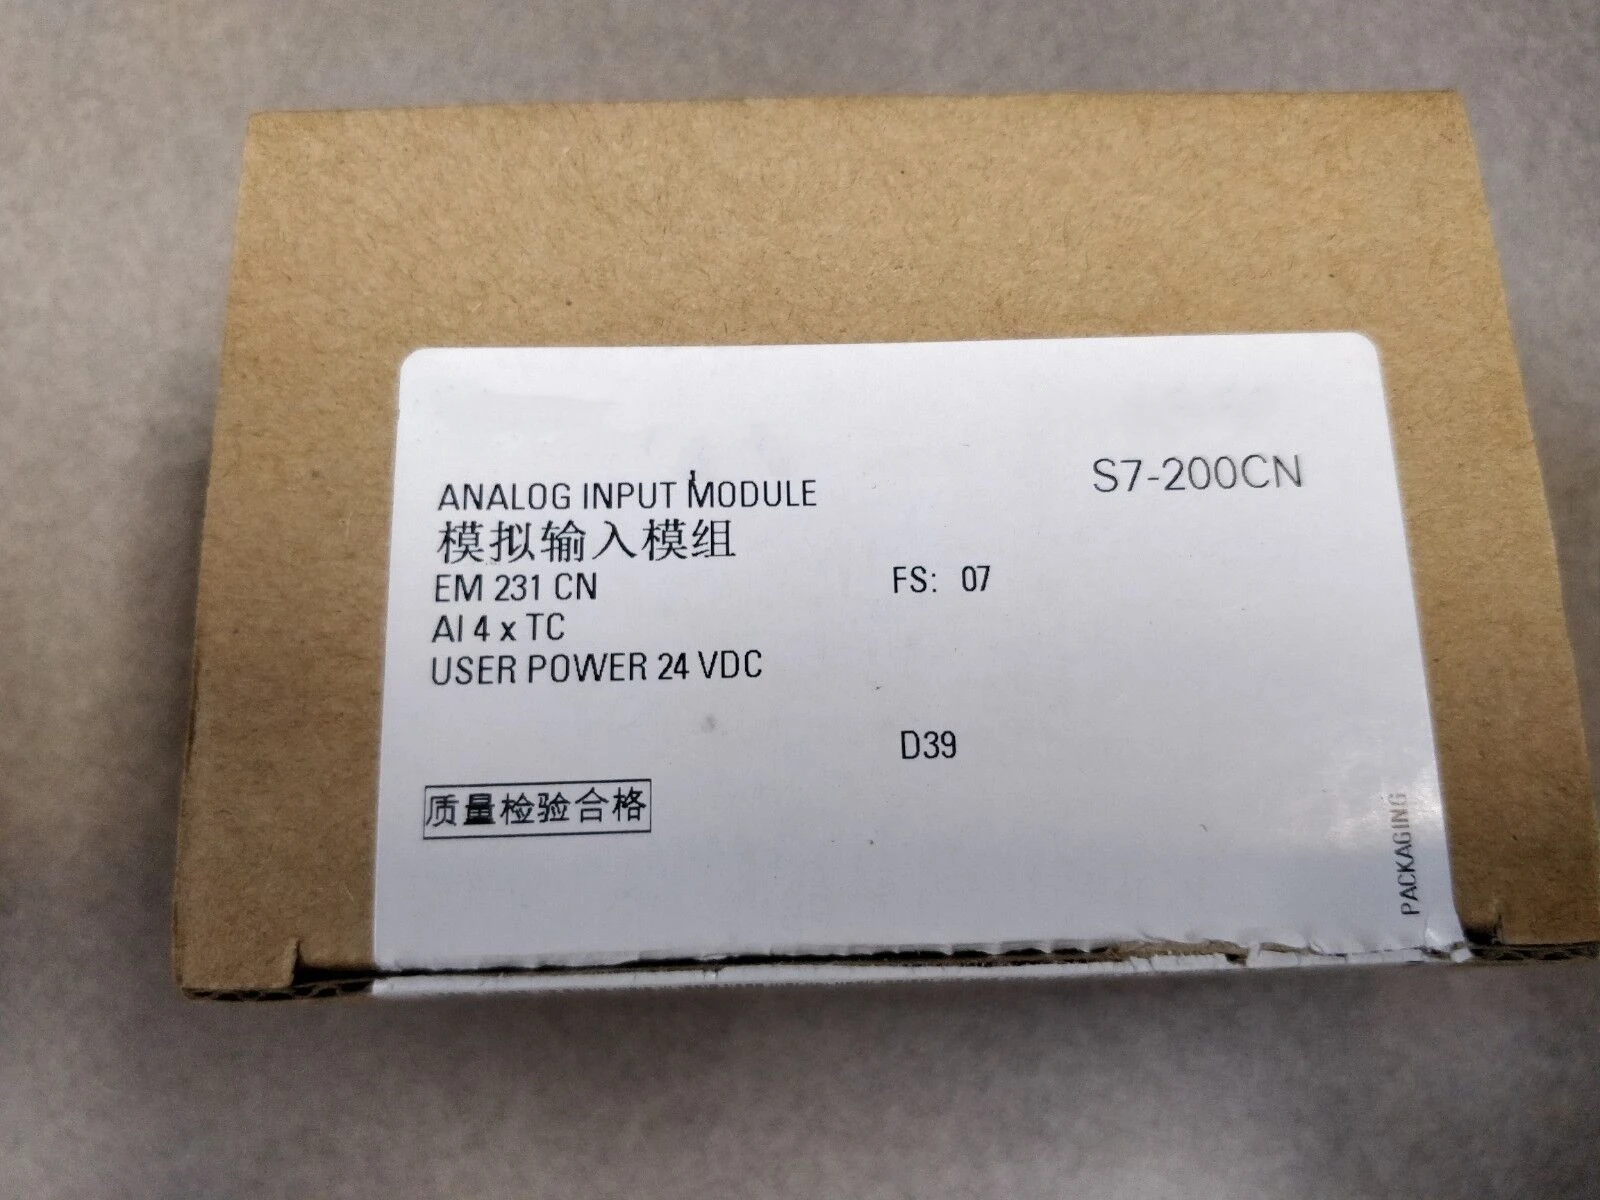 ANALOG INPUT MODULE
S7-200CN
模拟输入模组
EM 231 CN
FS: 07
AI 4 x TC
USER POWER 24 VDC
D39
质量检验合格
PACKAGING